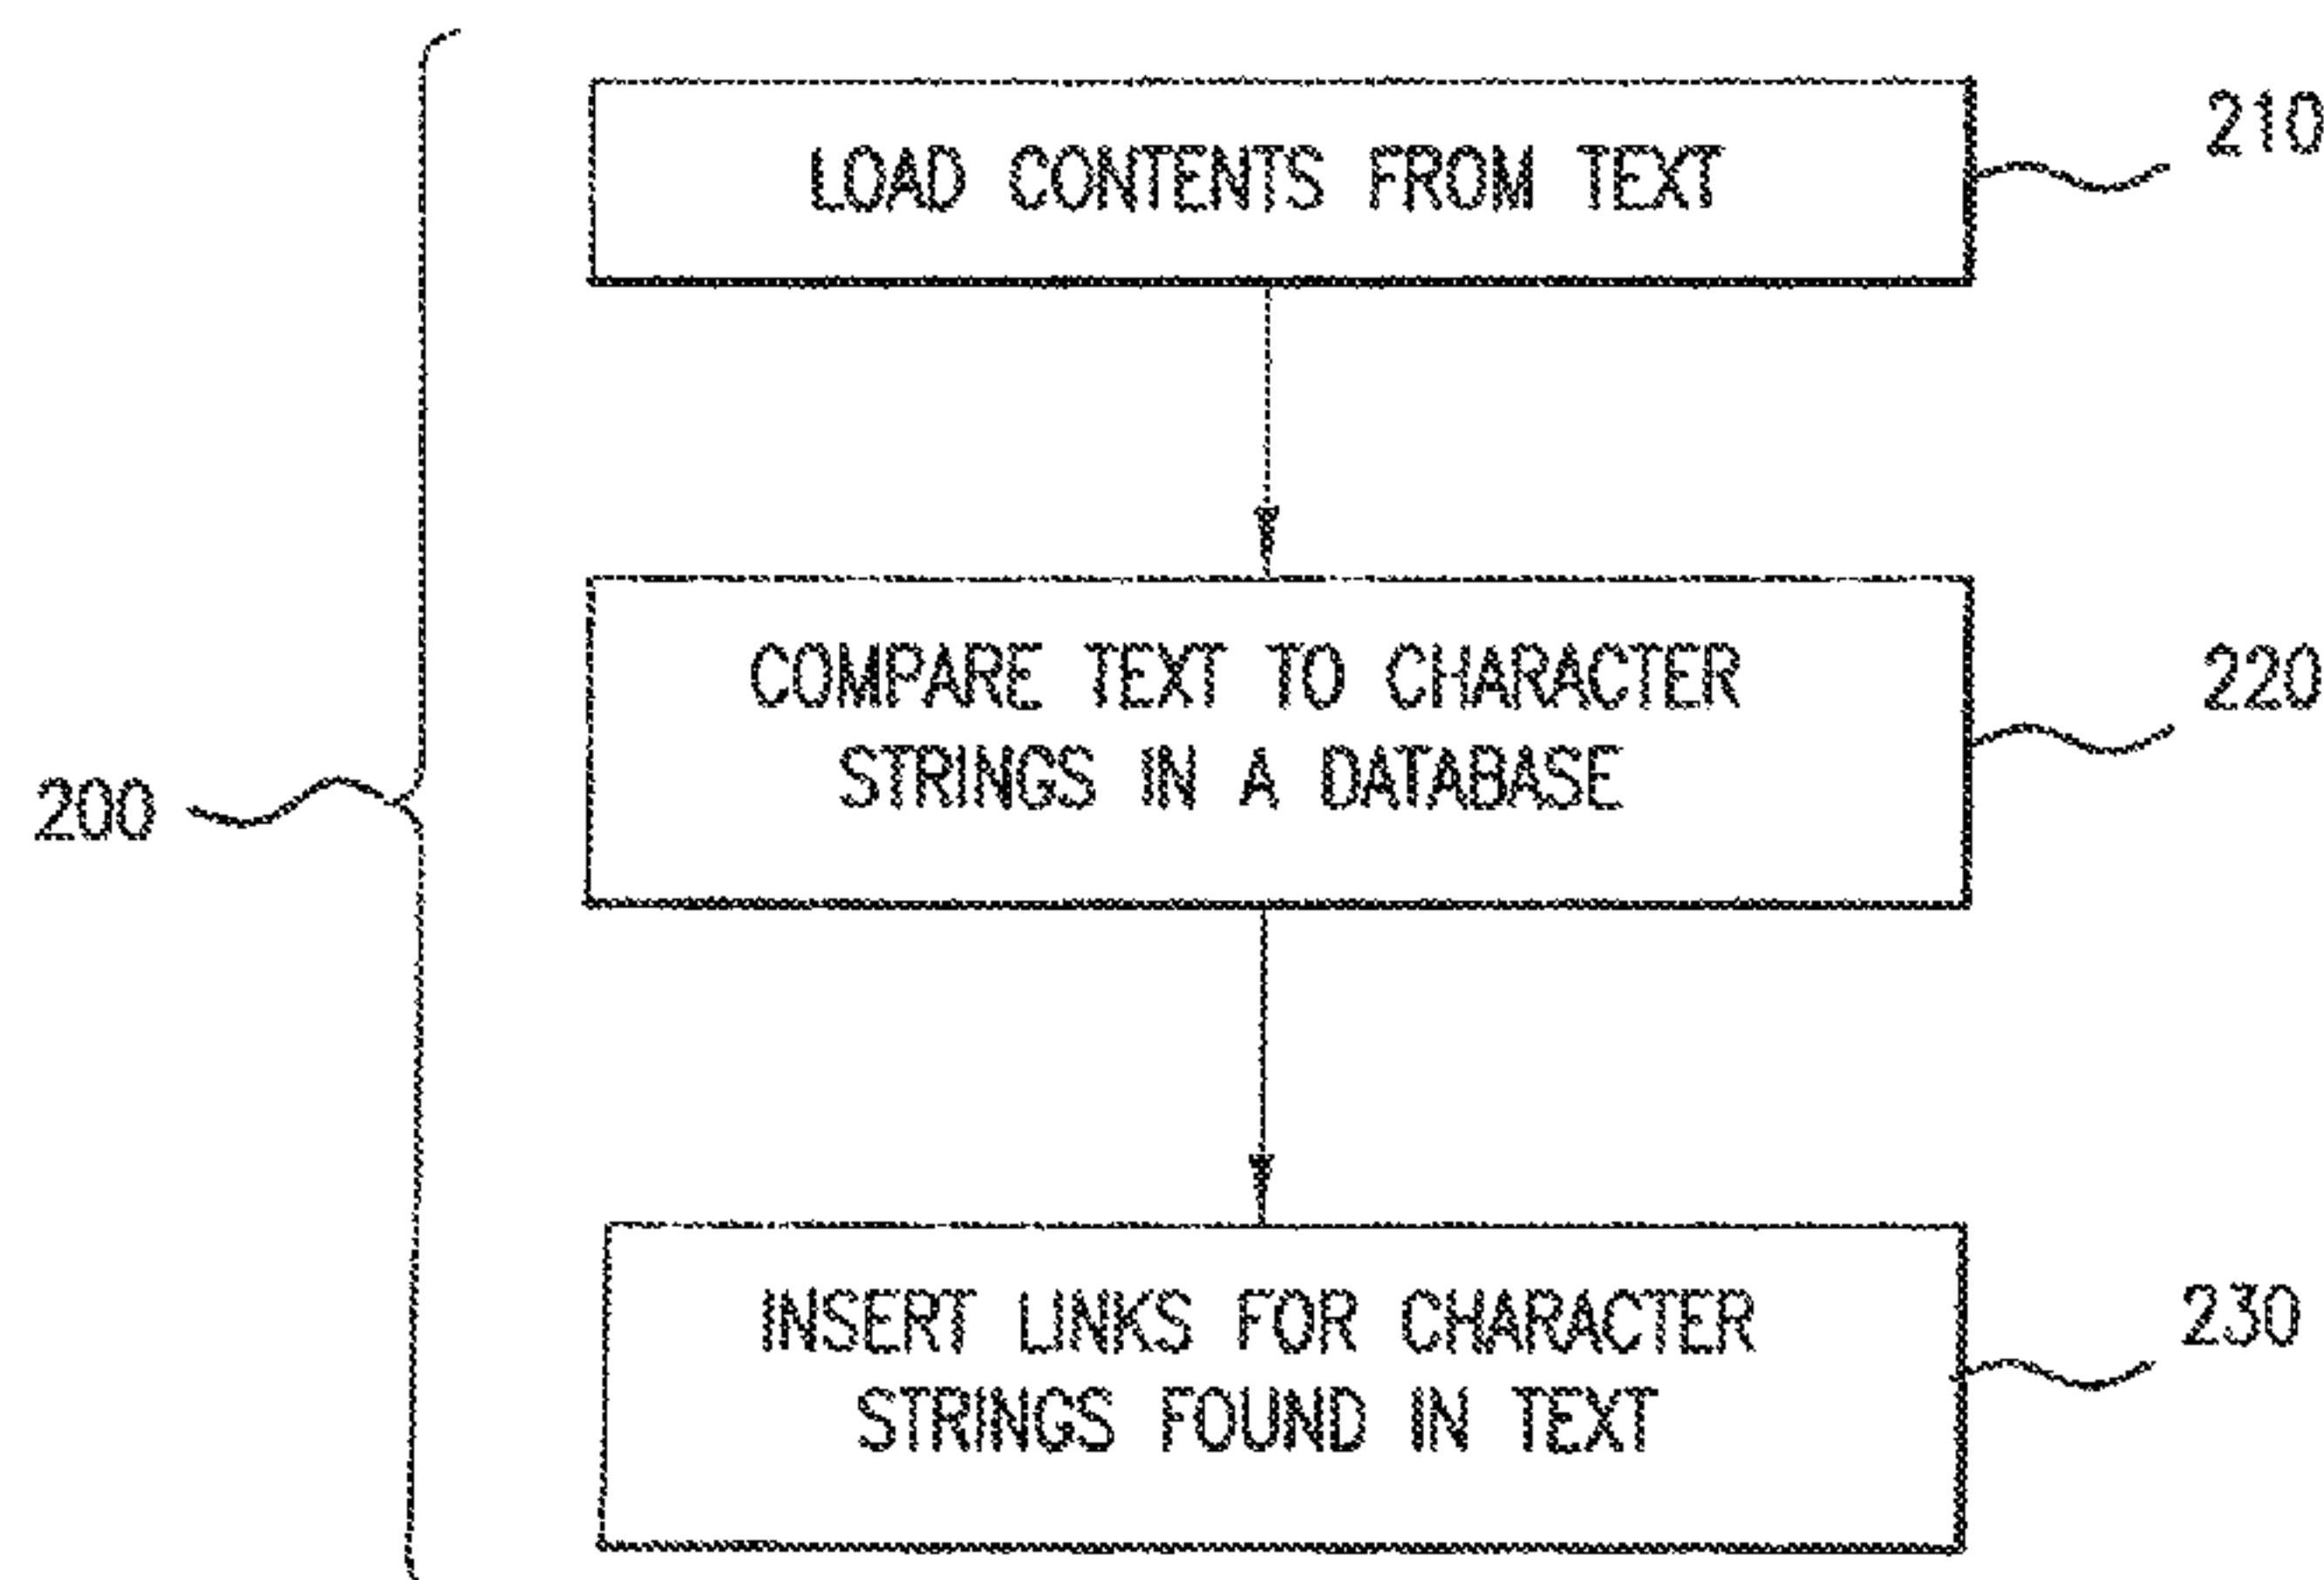 LOAD CONTENTS FROM TEXT
210
COMPARE TEXT TO CHARACTER
STRINGS IN A DATABASE
220
200
INSERT LINKS FOR CHARACTER
STRINGS FOUND IN TEXT
230